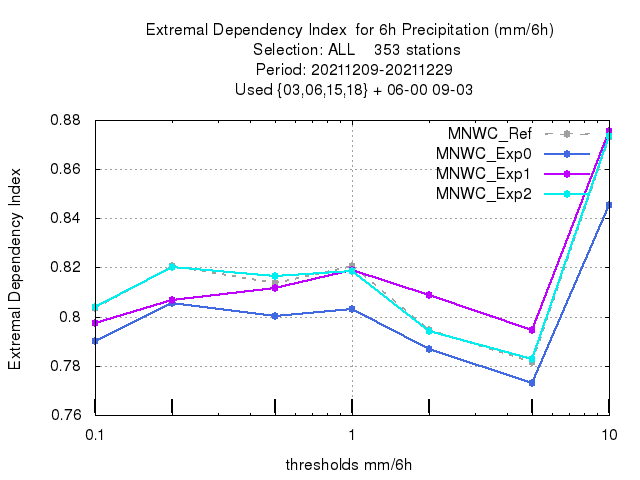 Extremal Dependency Index  for 6h Precipitation (mm/6h)
Selection: ALL    353 stations
Period: 20211209-20211229
Used {03,06,15,18} + 06-00 09-03
0.88
0.86
0.84
0.82
0.8
0.78
0.76
Extremal Dependency Index
MNWC_Ref
MNWC_Exp0
MNWC_Exp1
MNWC_Exp2
0.1
1
10
thresholds mm/6h